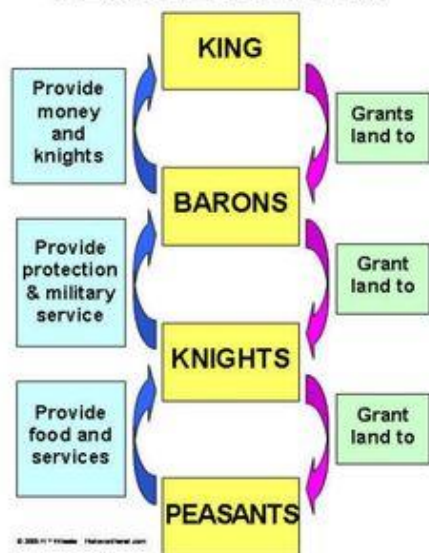 KING
Provide
money
and
knights
Grants
land to
BARONS
Provide
protection
& military
service
Grant
land to
KNIGHTS
Provide
food and
services
Grant
land to
PEASANTS